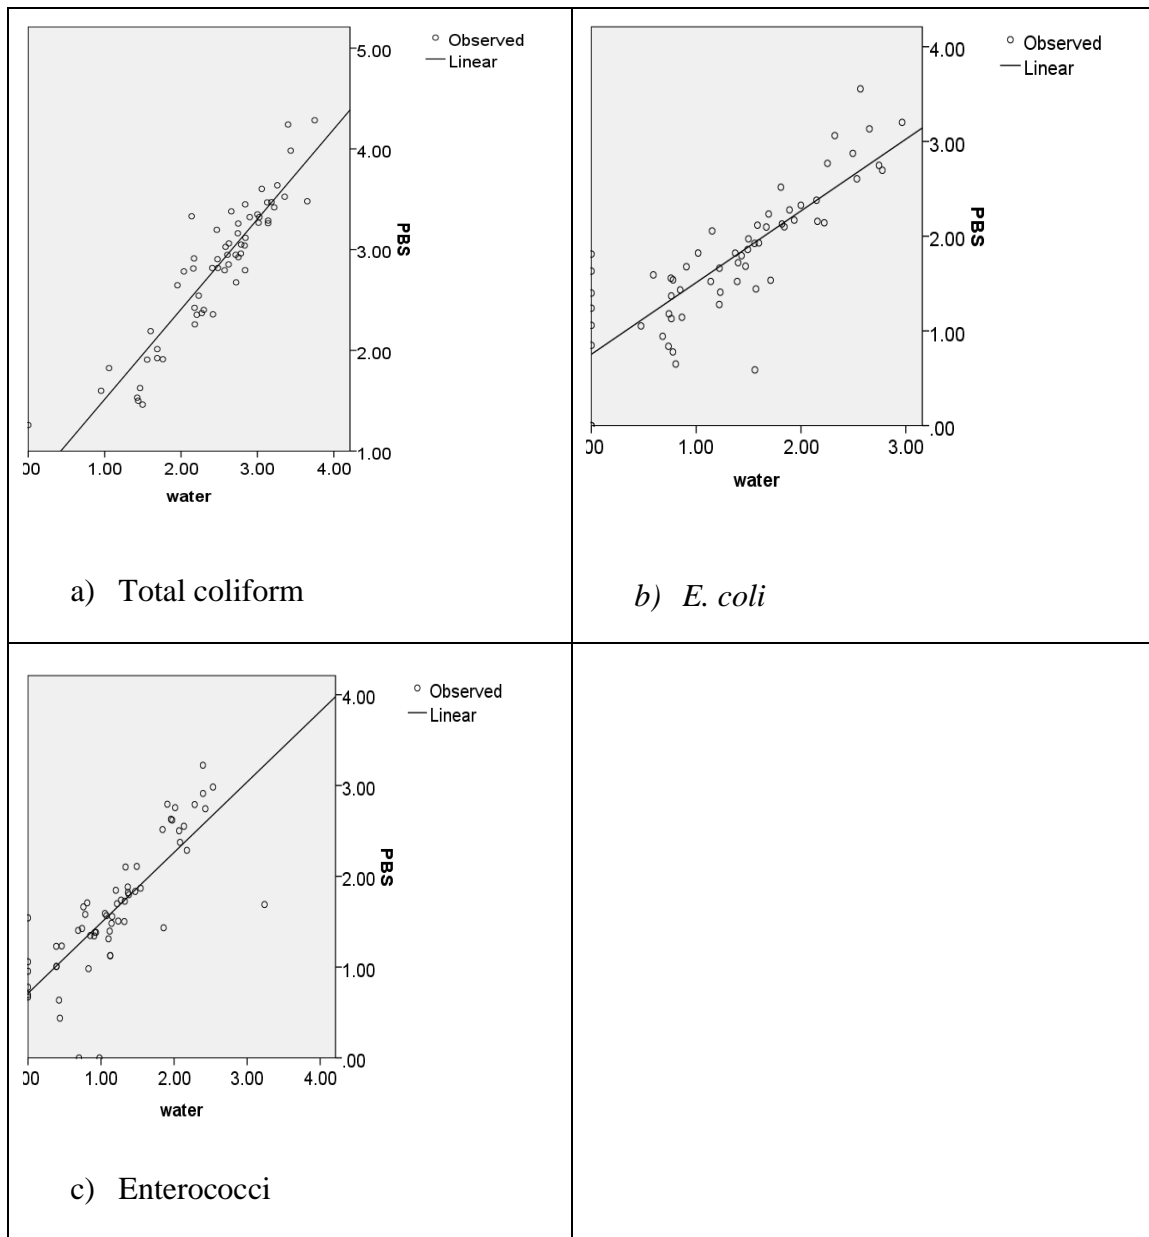 Observed
Linear
5.00
4.00
3.00
2.00
1.00
PBS
00 1.00 2.00 3.00 4.00
water
a) Total coliform
Observed
Linear
4.00
3.00
2.00
1.00
.00
PBS
00 1.00 2.00 3.00
water
b) E. coli
Observed
Linear
4.00
3.00
2.00
1.00
.00
PBS
00 1.00 2.00 3.00 4.00
water
c) Enterococci